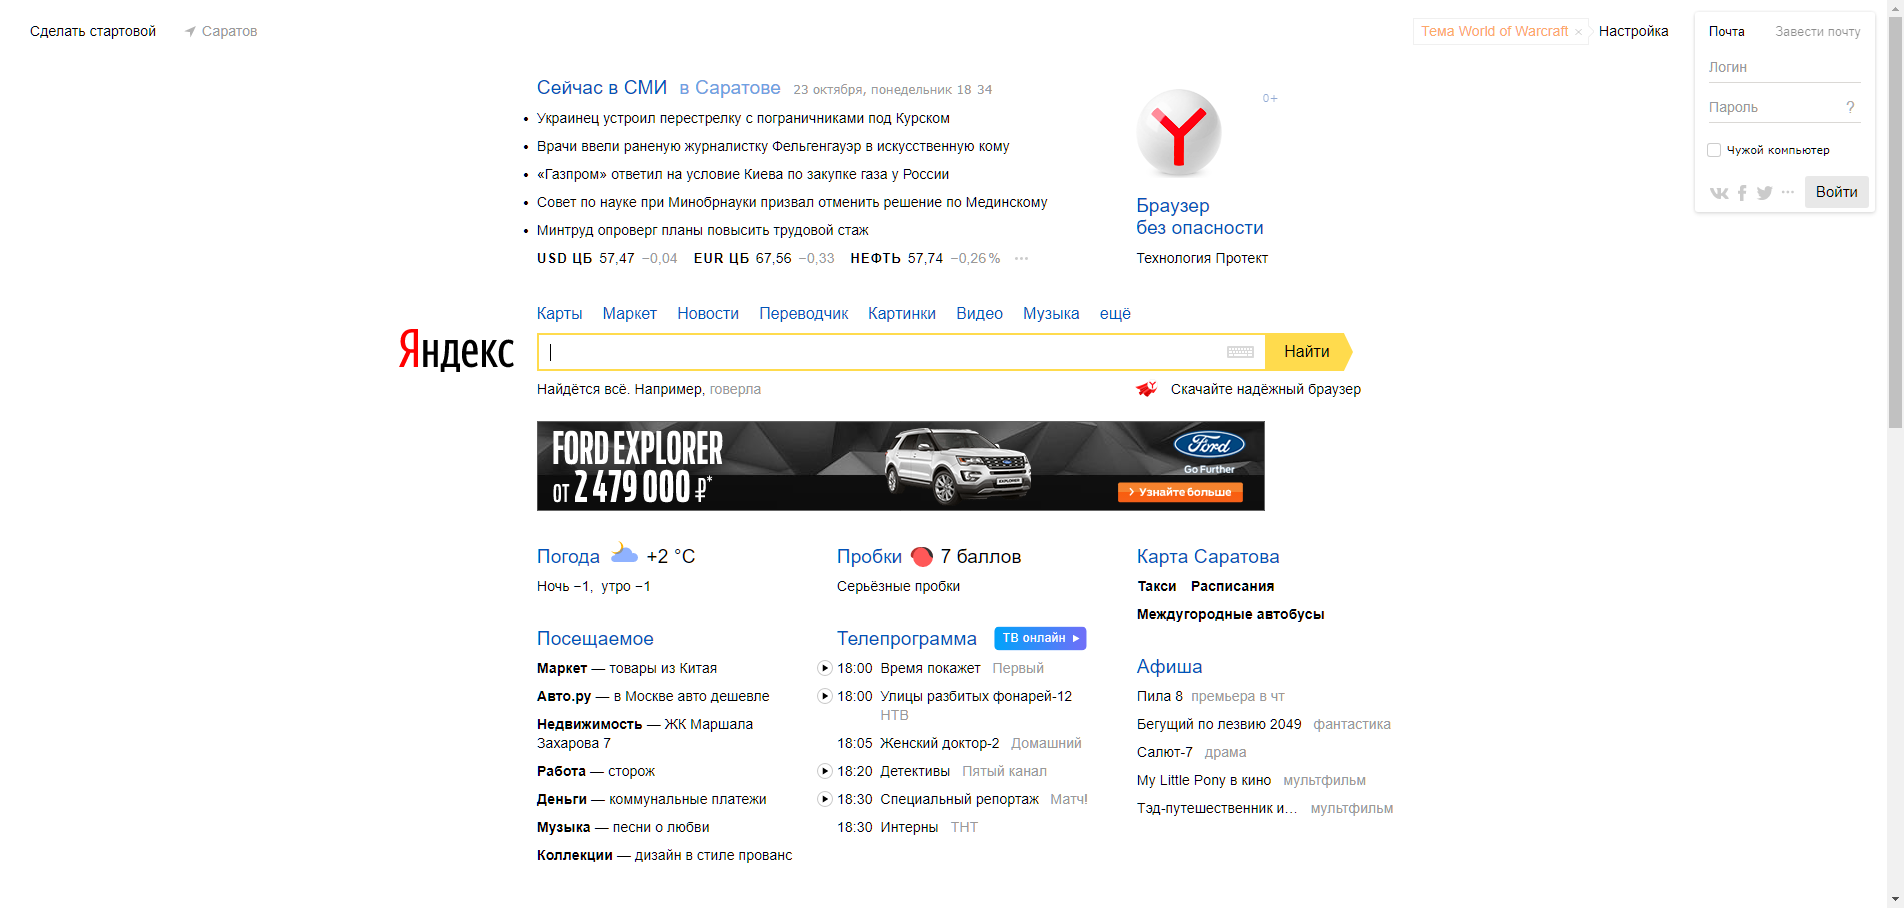 Сделать стартовой Саратов Тема World of Warcraft × Настройка
Почта Завести почту
Логин
Пароль ?
Чужой компьютер
Войти
Сейчас в СМИ в Саратове 23 октября, понедельник 18 34
Украинец устроил перестрелку с пограничниками под Курском
Врачи ввели раненую журналистку Фельгенгауэр в искусственную кому
«Газпром» ответил на условие Киева по закупке газа у России
Совет по науке при Минобрнауки призвал отменить решение по Мединскому
Минтруд опроверг планы повысить трудовой стаж
USD ЦБ 57,47 −0,04 EUR ЦБ 67,56 −0,33 НЕФТЬ 57,74 −0,26% ···
0+
Браузер
без опасности
Технология Протект
Карты Маркет Новости Переводчик Картинки Видео Музыка ещё
Яндекс
Найти
Найдётся всё. Например, говерла
Скачайте надёжный браузер
FORD EXPLORER
ОТ 2 479 000 ₽*
Ford
Go Further
Узнайте больше
EXPLORER
Погода +2 °C
Ночь −1, утро −1
Пробки 7 баллов
Серьёзные пробки
Карта Саратова
Такси Расписания
Междугородные автобусы
Посещаемое
Маркет — товары из Китая
Авто.ру — в Москве авто дешевле
Недвижимость — ЖК Маршала
Захарова 7
Работа — сторож
Деньги — коммунальные платежи
Музыка — песни о любви
Коллекции — дизайн в стиле прованс
Телепрограмма ТВ онлайн
18:00 Время покажет Первый
18:00 Улицы разбитых фонарей-12
НТВ
18:05 Женский доктор-2 Домашний
18:20 Детективы Пятый канал
18:30 Специальный репортаж Матч!
18:30 Интерны ТНТ
Афиша
Пила 8 премьера в чт
Бегущий по лезвию 2049 фантастика
Салют-7 драма
My Little Pony в кино мультфильм
Тэд-путешественник и... мультфильм